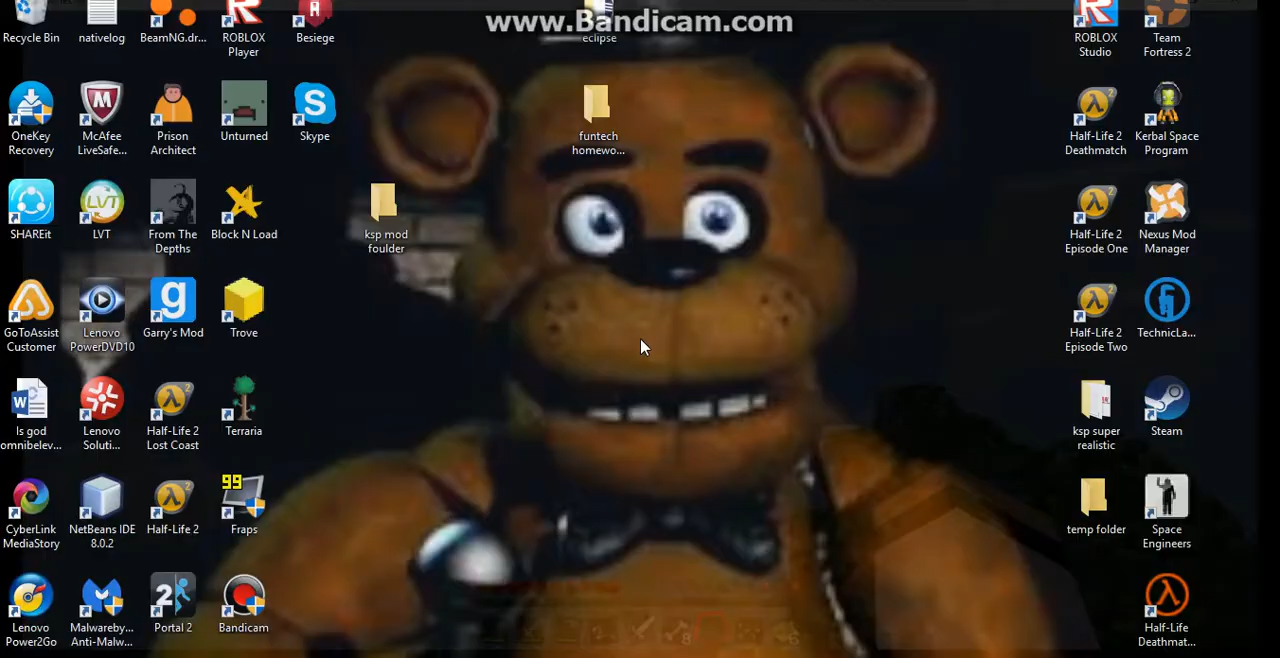 www.Bandicam.com
Recycle Bin
nativelog
BeamNG.dr...
ROBLOX
Player
Besiege
eclipse
ROBLOX
Studio
Team
Fortress 2
OneKey
Recovery
McAfee
LiveSafe...
Prison
Architect
Unturned
Skype
funtech
homewo...
Half-Life 2
Deathmatch
Kerbal Space
Program
SHAREit
LVT
LVT
From The
Depths
Block N Load
ksp mod
foulder
Half-Life 2
Episode One
Nexus Mod
Manager
GoToAssist
Customer
Lenovo
PowerDVD10
g
Garry's Mod
Trove
Half-Life 2
Episode Two
TechnicLa...
Is god
omnibelev...
Lenovo
Soluti...
Half-Life 2
Lost Coast
Terraria
ksp super
realistic
Steam
CyberLink
MediaStory
NetBeans IDE
8.0.2
Half-Life 2
99
Fraps
temp folder
Space
Engineers
Lenovo
Power2Go
Malwareby...
Anti-Malw...
2
Portal 2
Bandicam
Half-Life
Deathmat...